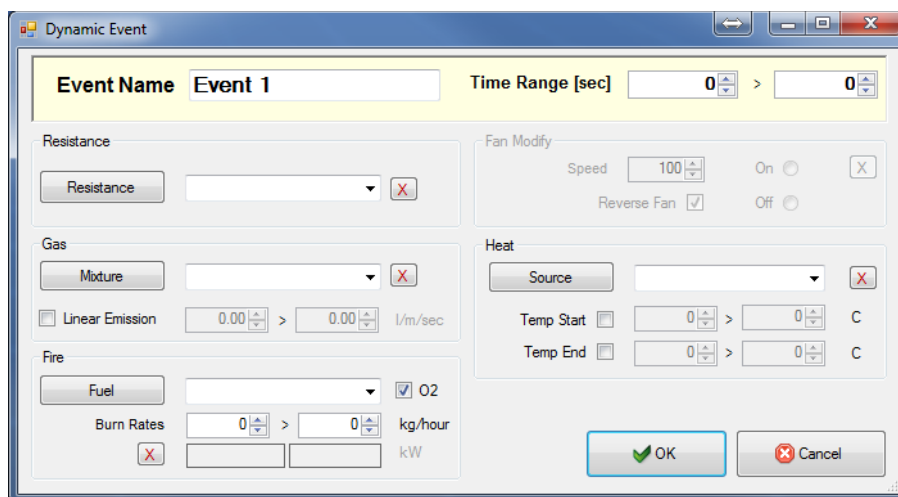 Dynamic Event
Event Name Event 1 Time Range [sec] 0 > 0
Resistance
Resistance X
Fan Modify
Speed 100 On X
Reverse Fan Off
Gas
Mixture X
Linear Emission 0.00 > 0.00 l/m/sec
Heat
Source X
Temp Start 0 > 0 C
Temp End 0 > 0 C
Fire
Fuel O2
Burn Rates 0 > 0 kg/hour
X kW
OK Cancel